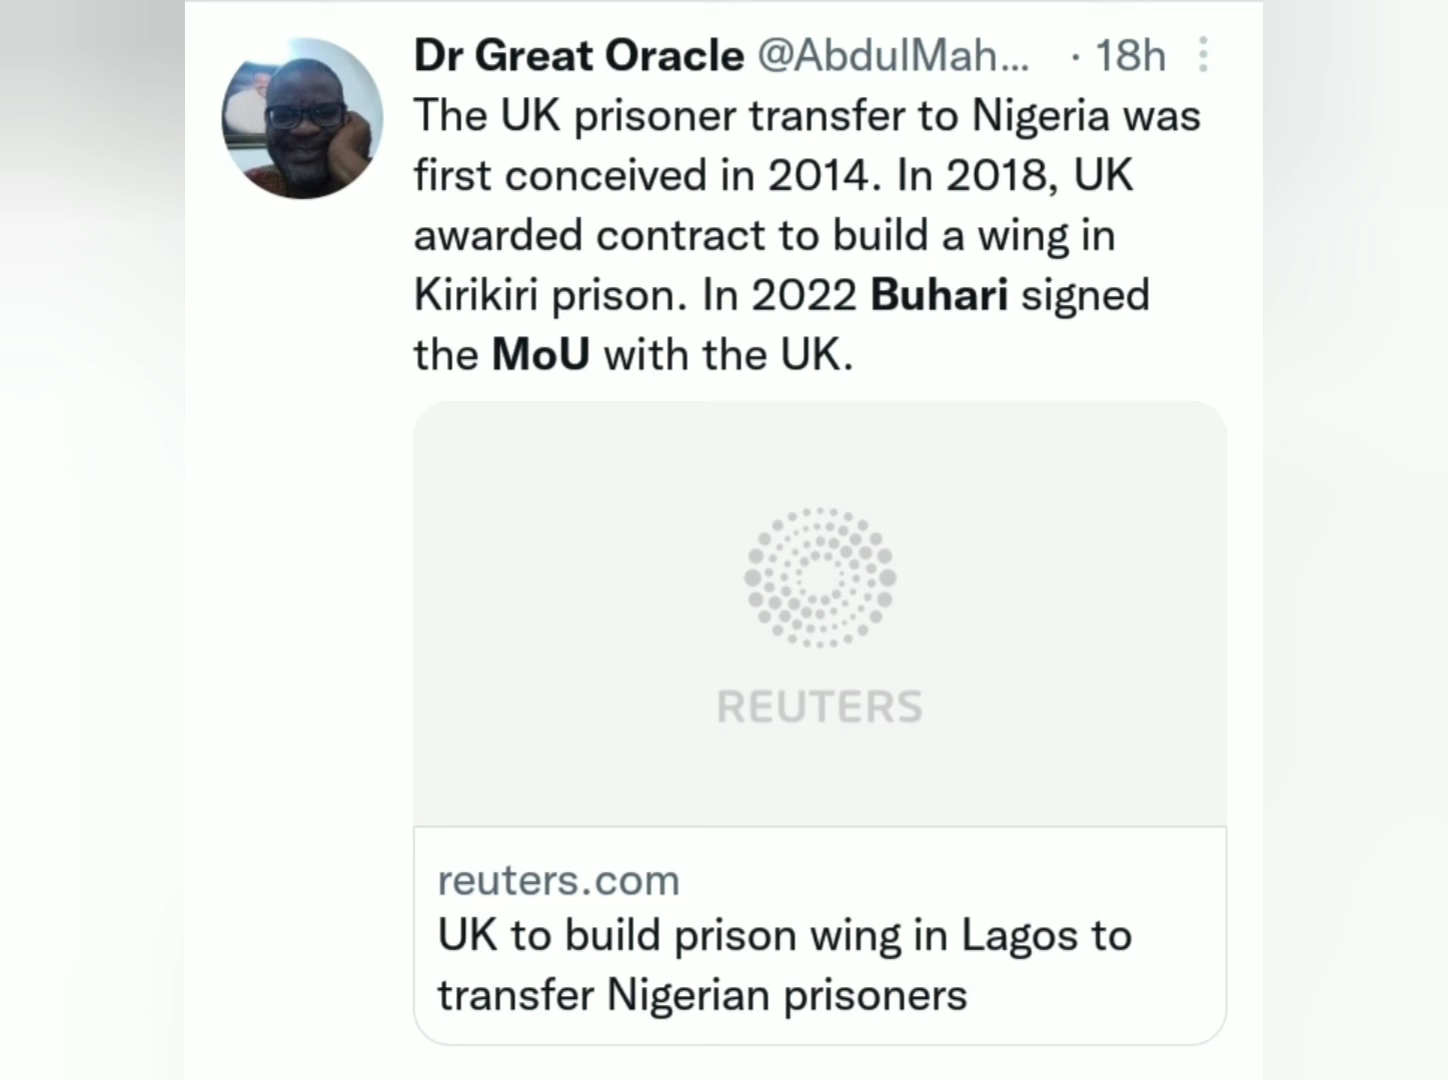 Dr Great Oracle @AbdulMah... · 18h
The UK prisoner transfer to Nigeria was
first conceived in 2014. In 2018, UK
awarded contract to build a wing in
Kirikiri prison. In 2022 Buhari signed
the MoU with the UK.
REUTERS
reuters.com
UK to build prison wing in Lagos to
transfer Nigerian prisoners